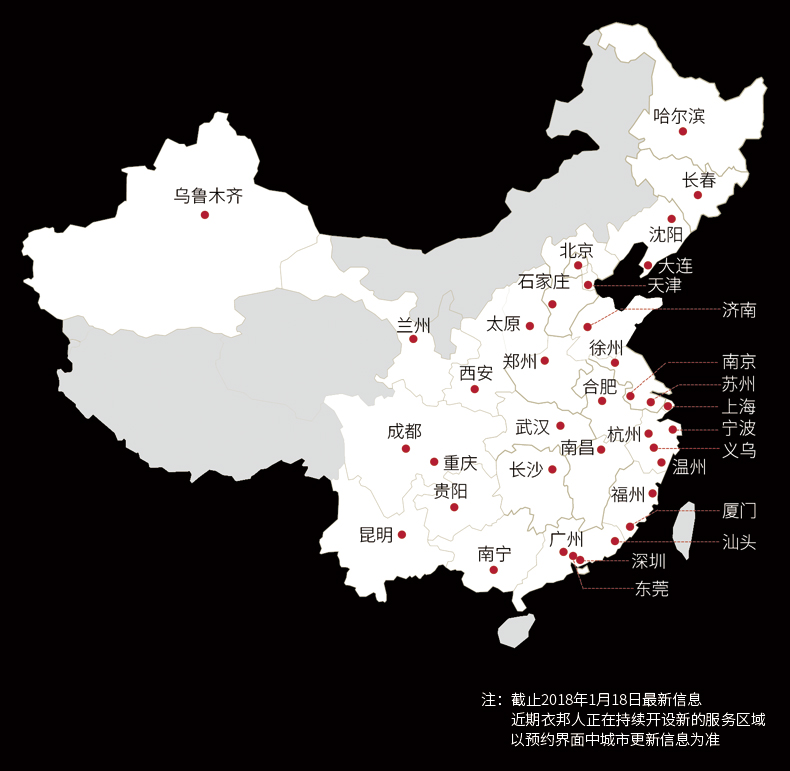 哈尔滨
长春
乌鲁木齐
沈阳
北京
大连
石家庄
天津
济南
兰州
太原
徐州
郑州
南京
西安
合肥
苏州
上海
成都
武汉
杭州
宁波
南昌
义乌
重庆
长沙
温州
贵阳
福州
厦门
昆明
广州
汕头
南宁
深圳
东莞
注：截止2018年1月18日最新信息
近期衣邦人正在持续开设新的服务区域
以预约界面中城市更新信息为准